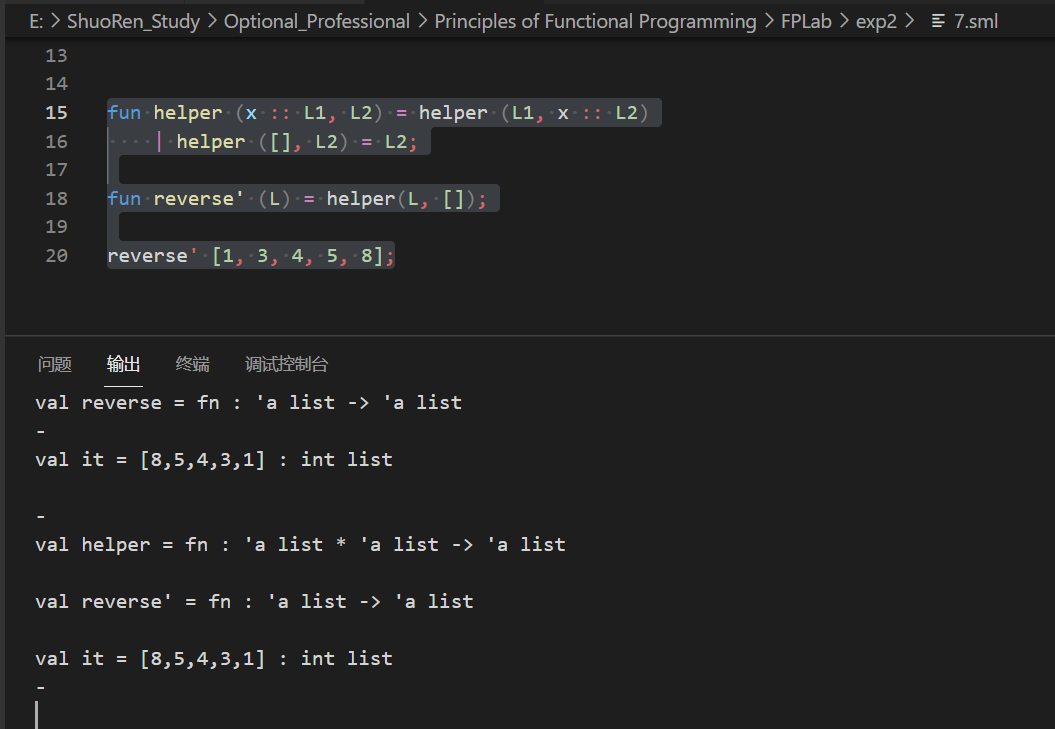 E: > ShuoRen_Study > Optional_Professional > Principles of Functional Programming > FPLab > exp2 > 7.sml
13
14
15 fun helper (x :: L1, L2) = helper (L1, x :: L2)
16     | helper ([], L2) = L2;
17
18 fun reverse' (L) = helper(L, []);
19
20 reverse' [1, 3, 4, 5, 8];
问题 输出 终端 调试控制台
val reverse = fn : 'a list -> 'a list
-
val it = [8,5,4,3,1] : int list
-
val helper = fn : 'a list * 'a list -> 'a list
val reverse' = fn : 'a list -> 'a list
val it = [8,5,4,3,1] : int list
-